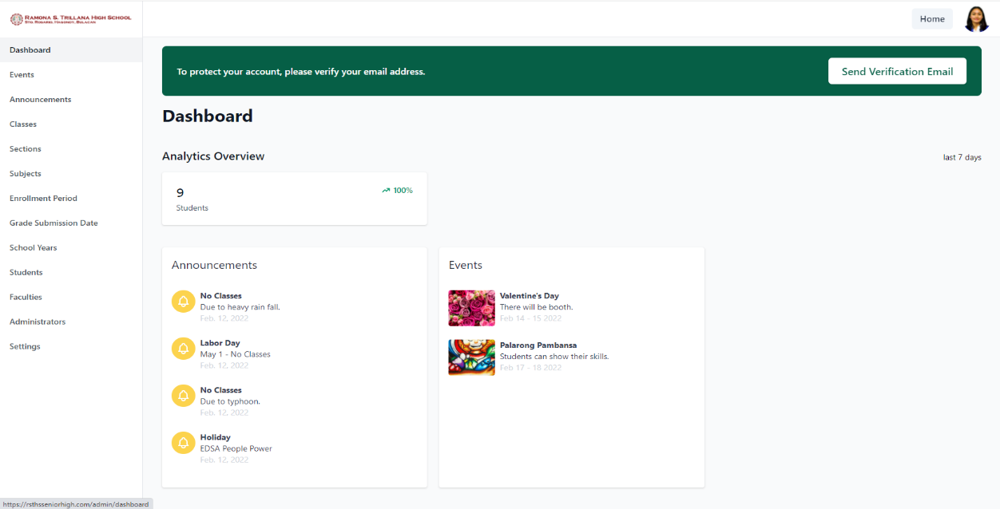 RAMONA S. TRILLANA HIGH SCHOOL
STO. ROSARIO, HAGONOY, BULACAN
Home
Dashboard
Events
Announcements
Classes
Sections
Subjects
Enrollment Period
Grade Submission Date
School Years
Students
Faculties
Administrators
Settings
To protect your account, please verify your email address.
Send Verification Email
Dashboard
Analytics Overview
last 7 days
9
100%
Students
Announcements
No Classes
Due to heavy rain fall.
Feb. 12, 2022
Labor Day
May 1 - No Classes
Feb. 12, 2022
No Classes
Due to typhoon.
Feb. 12, 2022
Holiday
EDSA People Power
Feb. 12, 2022
Events
Valentine's Day
There will be booth.
Feb 14 - 15 2022
Palarong Pambansa
Students can show their skills.
Feb 17 - 18 2022
https://rsthsseniorhigh.com/admin/dashboard